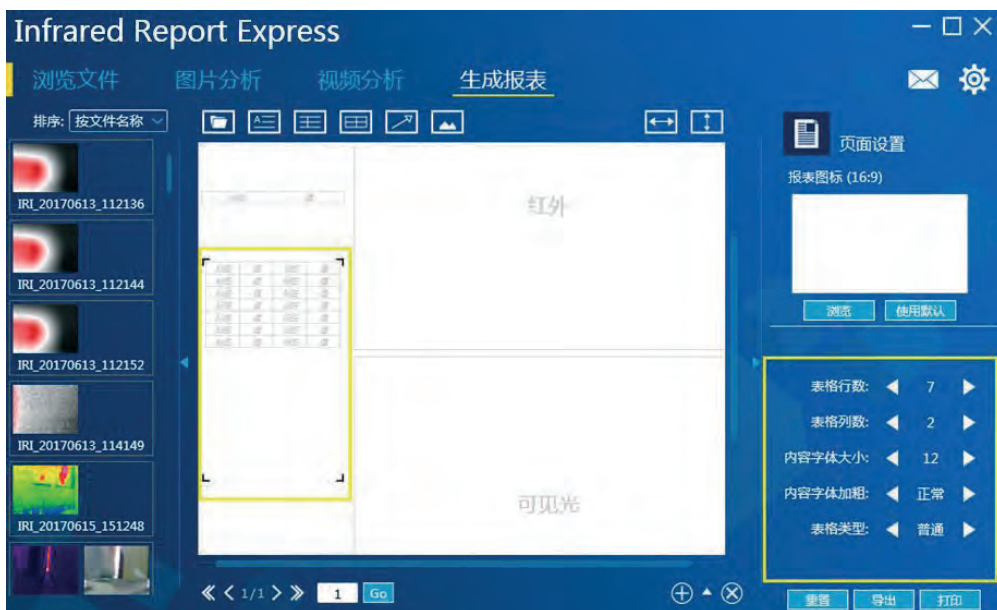 Infrared Report Express
浏览文件 图片分析 视频分析 生成报表
排序: 按文件名称
IRI_20170613_112136
IRI_20170613_112144
IRI_20170613_112152
IRI_20170613_114149
IRI_20170615_151248
红外
可见光
1/1 1 Go
页面设置
报表图标 (16:9)
浏览 使用默认
表格行数: 7
表格列数: 2
内容字体大小: 12
内容字体加粗: 正常
表格类型: 普通
重置 导出 打印